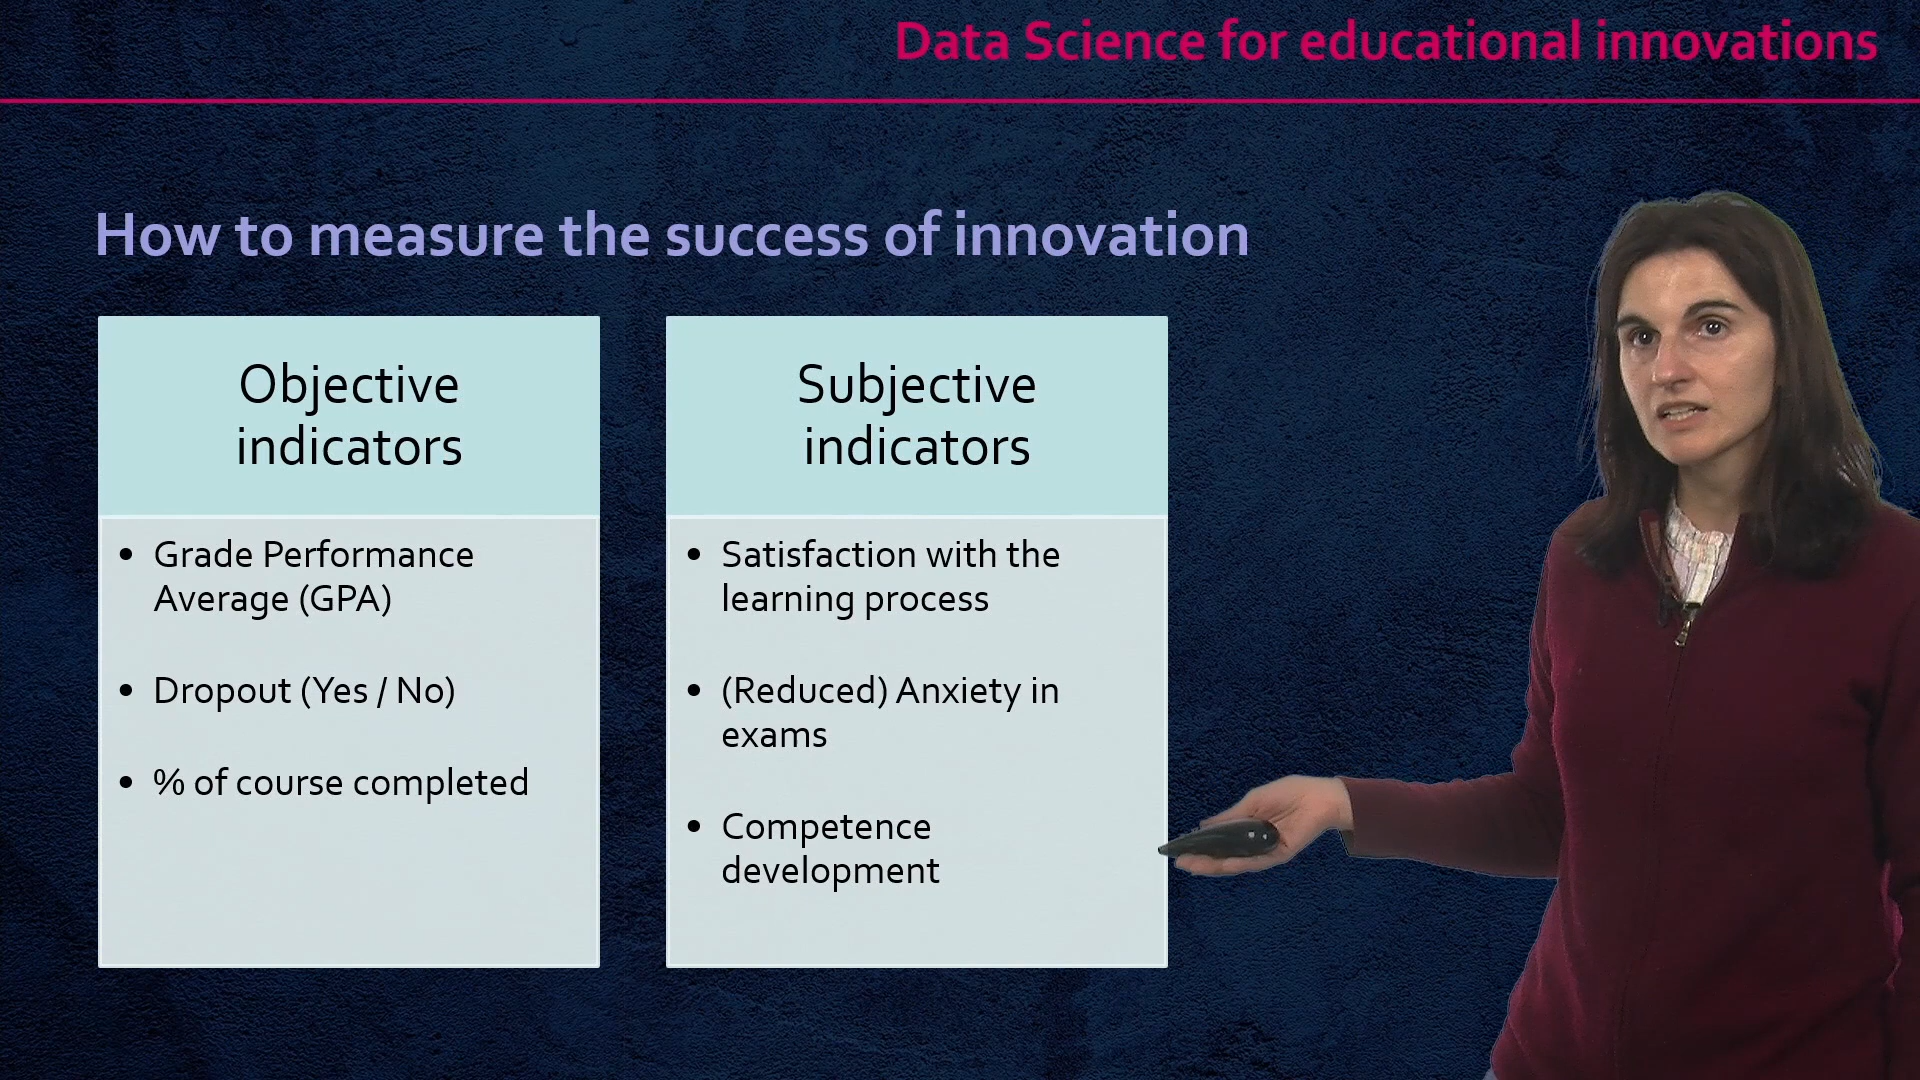 Data Science for educational innovations
How to measure the success of innovation
Objective
indicators
• Grade Performance
Average (GPA)
• Dropout (Yes / No)
• % of course completed
Subjective
indicators
• Satisfaction with the
learning process
• (Reduced) Anxiety in
exams
• Competence
development